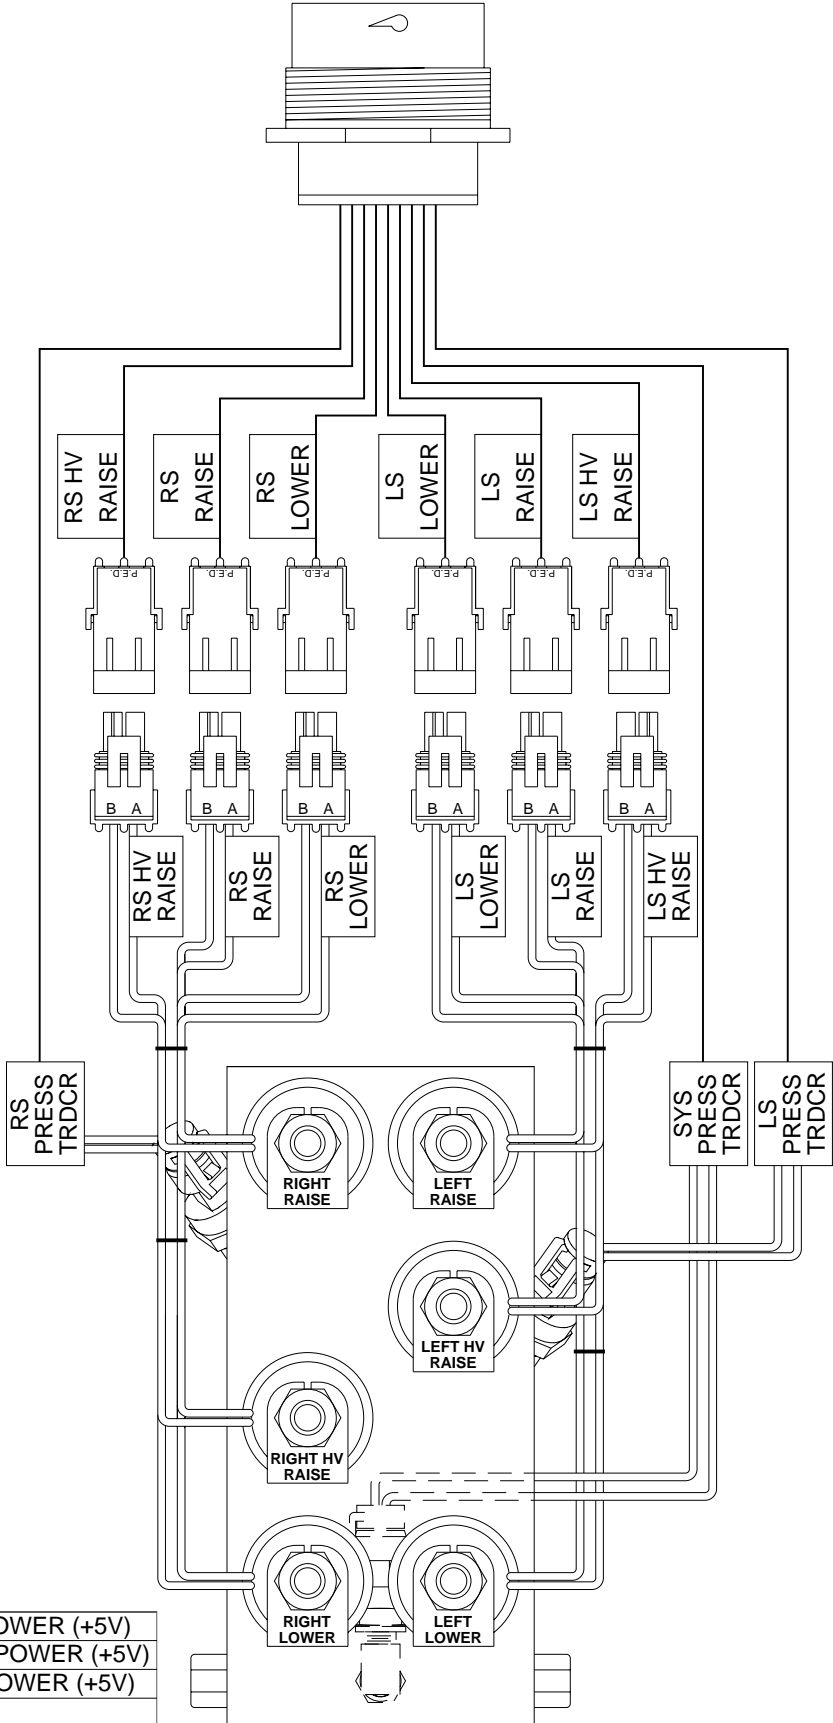 RS HV
RAISE
RS
RAISE
RS
LOWER
LS
LOWER
LS
RAISE
LS HV
RAISE
P.E.D.
P.E.D.
P.E.D.
P.E.D.
P.E.D.
P.E.D.
B A
B A
B A
B A
B A
B A
RS HV
RAISE
RS
RAISE
RS
LOWER
LS
LOWER
LS
RAISE
LS HV
RAISE
RS
PRESS
TRDCR
SYS
PRESS
TRDCR
LS
PRESS
TRDCR
RIGHT
RAISE
LEFT
RAISE
LEFT HV
RAISE
RIGHT HV
RAISE
RIGHT
LOWER
LEFT
LOWER
OWER (+5V)
POWER (+5V)
OWER (+5V)